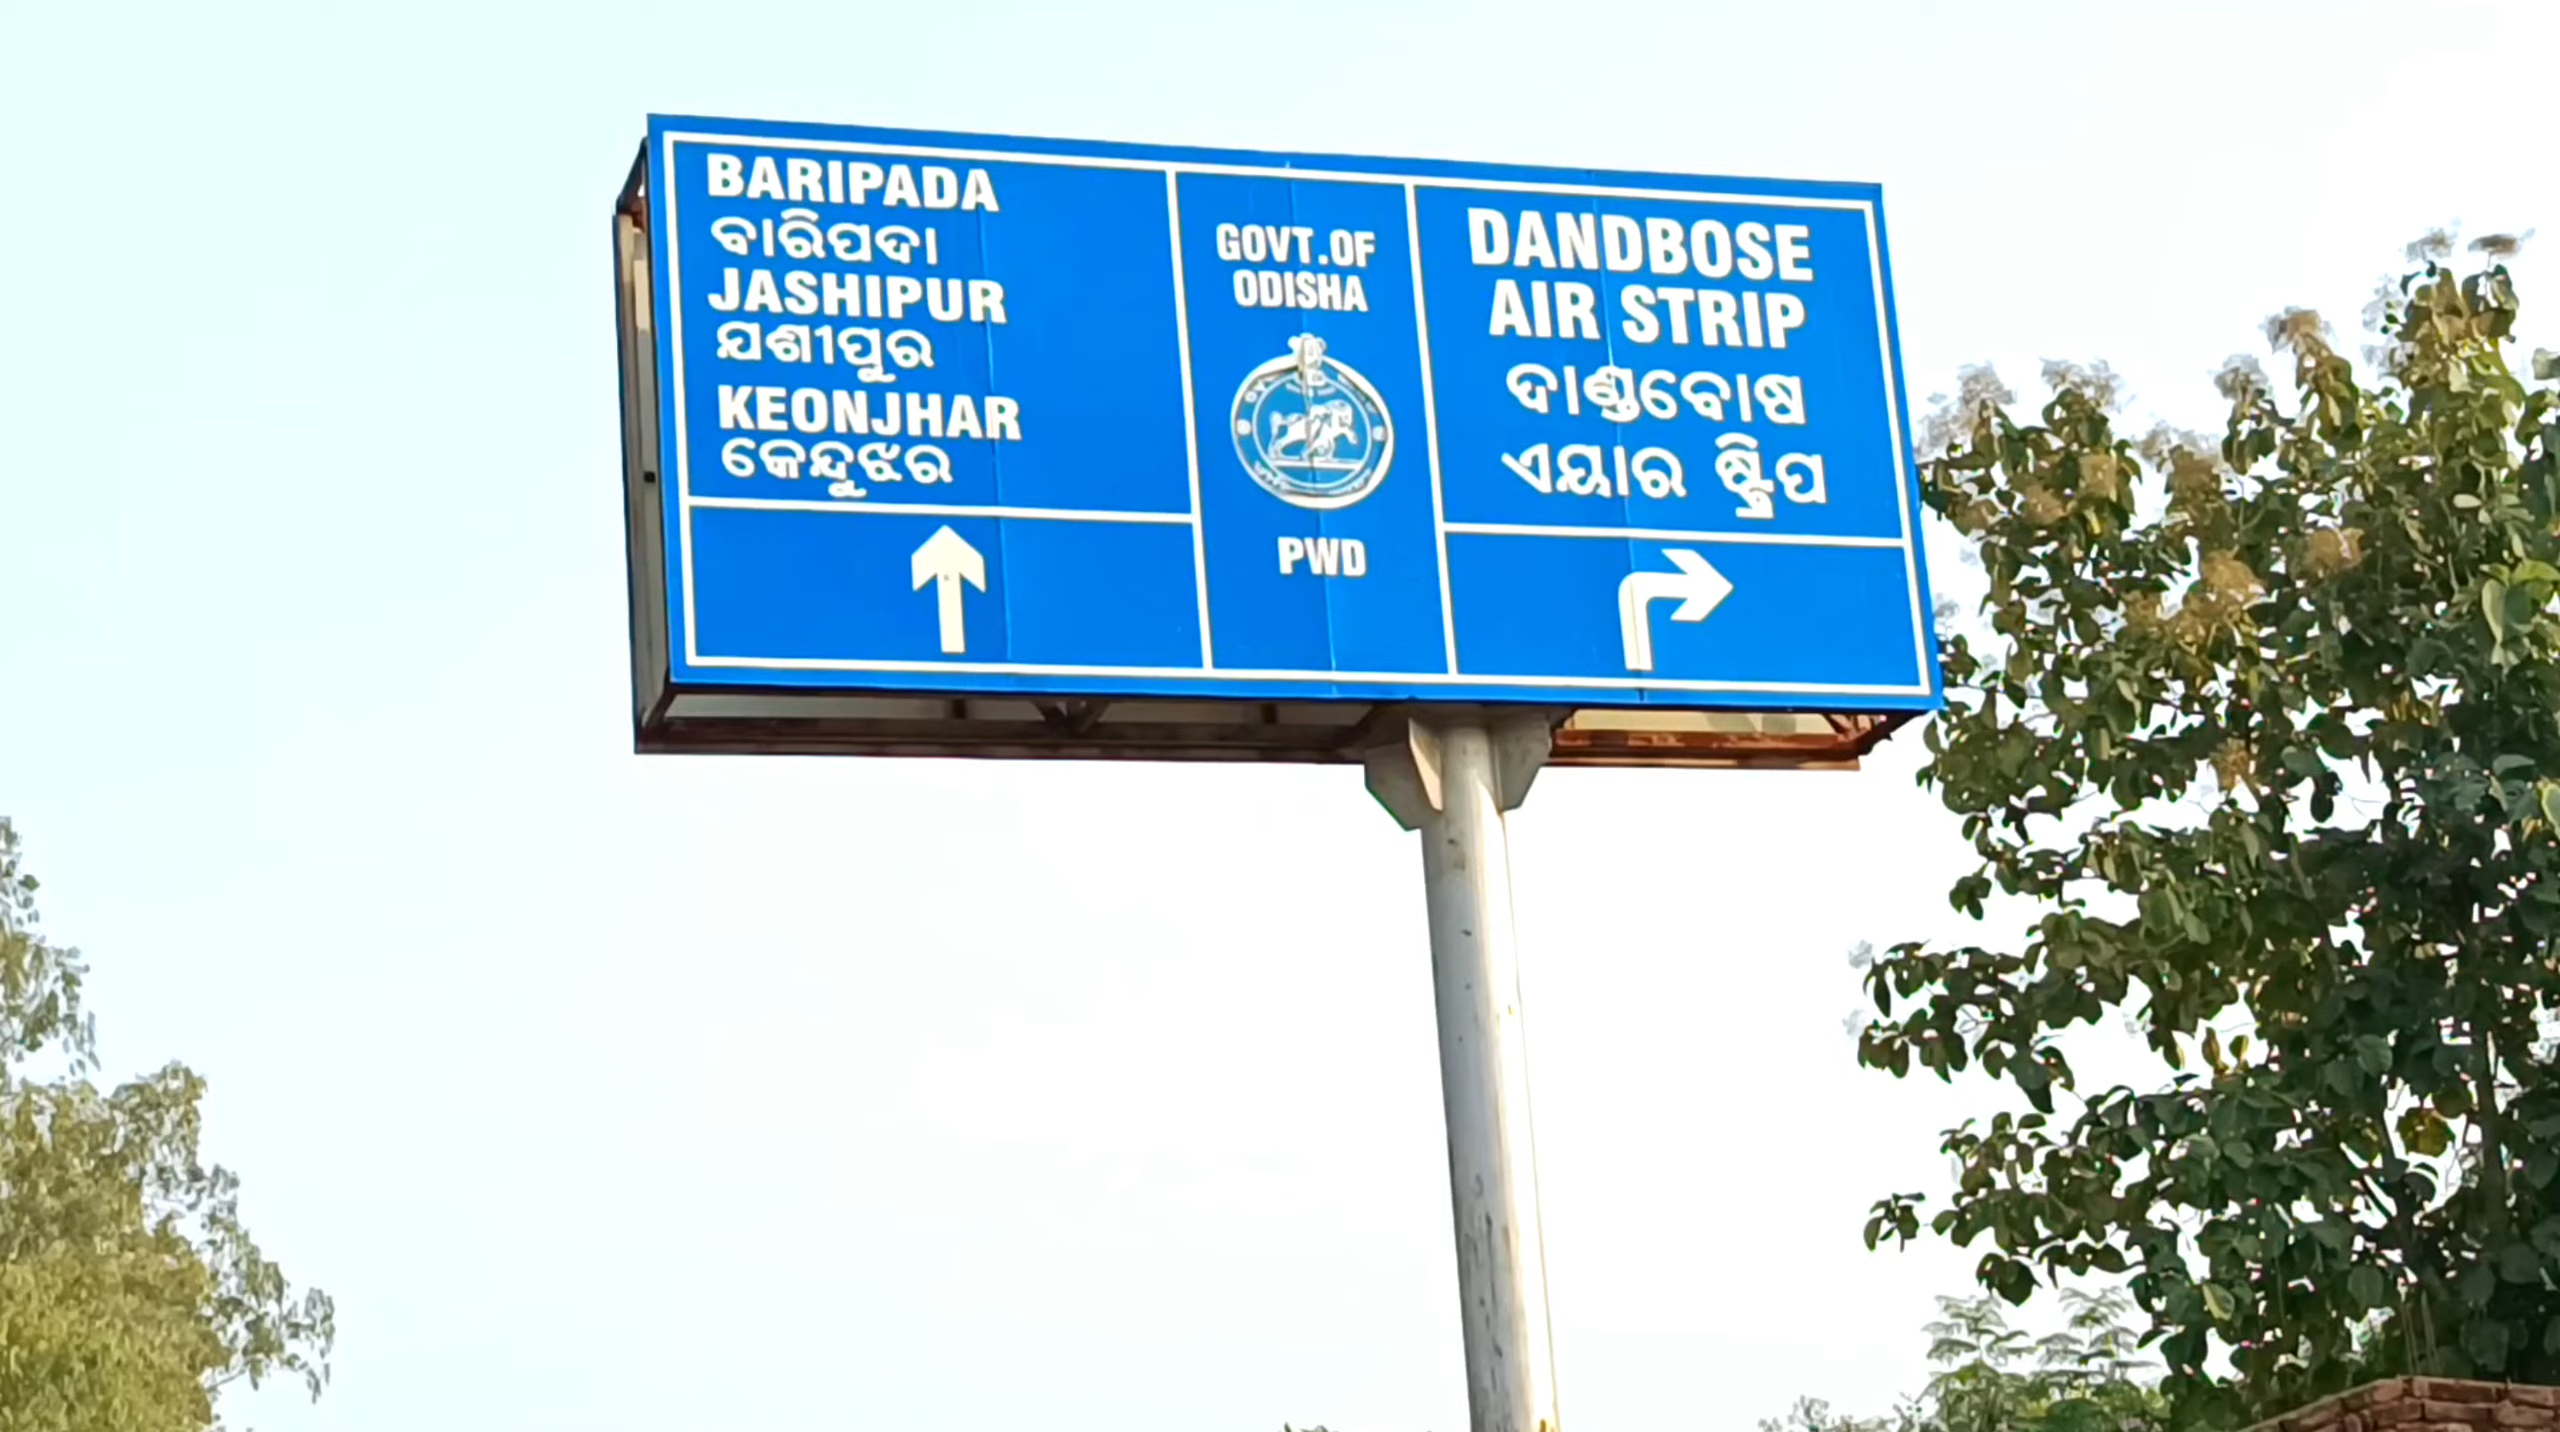 BARIPADA
ବାରିପଦା
JASHIPUR
ଯଶୀପୁର
KEONJHAR
କେନ୍ଦୁଝର
GOVT.OF
ODISHA
PWD
DANDBOSE
AIR STRIP
ଦାଣ୍ଡବୋଷ
ଏୟାର ଷ୍ଟ୍ରିପ